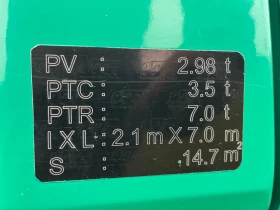 PV : 2.98 t
PTC : 3.5 t
PTR : 7.0 t
IXL : 2.1 m X 7.0 m
S : 14.7 m²